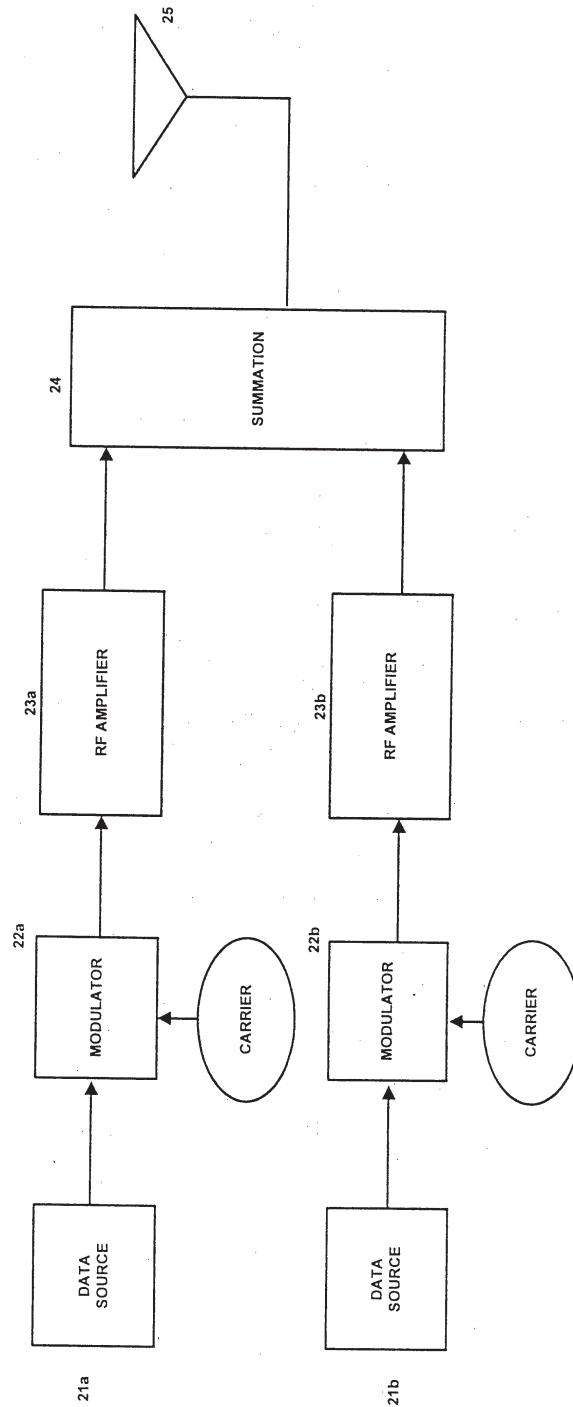 21a
DATA
SOURCE
22a
MODULATOR
CARRIER
23a
RF AMPLIFIER
24
SUMMATION
25
21b
DATA
SOURCE
22b
MODULATOR
CARRIER
23b
RF AMPLIFIER